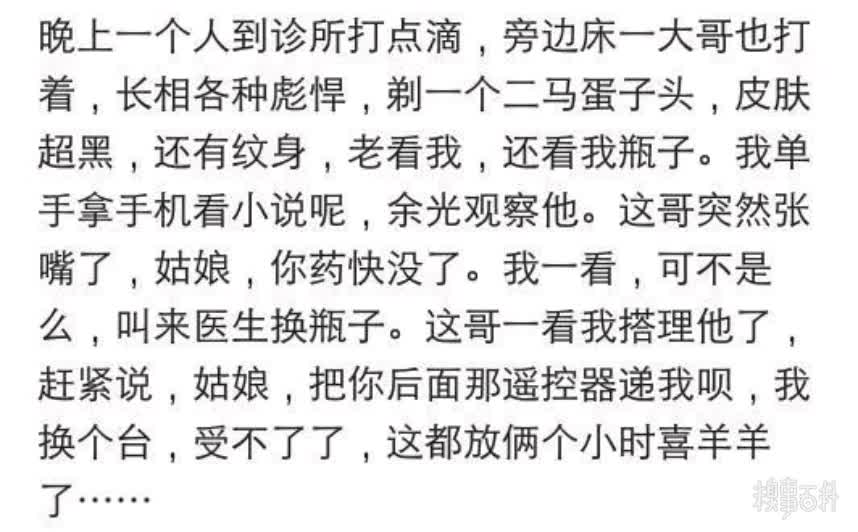 晚上一个人到诊所打点滴，旁边床一大哥也打
着，长相各种彪悍，剃一个二马蛋子头，皮肤
超黑，还有纹身，老看我，还看我瓶子。我单
手拿手机看小说呢，余光观察他。这哥突然张
嘴了，姑娘，你药快没了。我一看，可不是
么，叫来医生换瓶子。这哥一看我搭理他了，
赶紧说，姑娘，把你后面那遥控器递我呗，我
换个台，受不了了，这都放俩个小时喜羊羊
了……
糗事百科